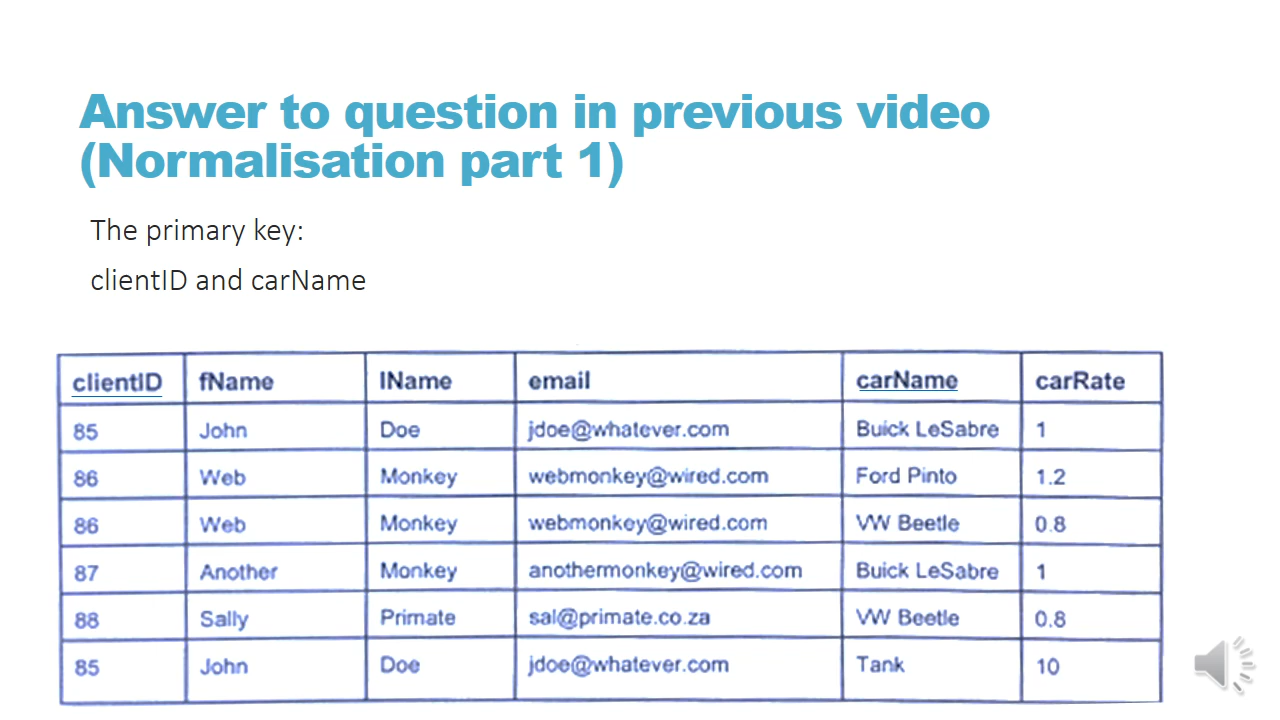 Answer to question in previous video
(Normalisation part 1)
The primary key:
clientID and carName
clientID fName lName email carName carRate
85 John Doe jdoe@whatever.com Buick LeSabre 1
86 Web Monkey webmonkey@wired.com Ford Pinto 1.2
86 Web Monkey webmonkey@wired.com VW Beetle 0.8
87 Another Monkey anothermonkey@wired.com Buick LeSabre 1
88 Sally Primate sal@primate.co.za VW Beetle 0.8
85 John Doe jdoe@whatever.com Tank 10